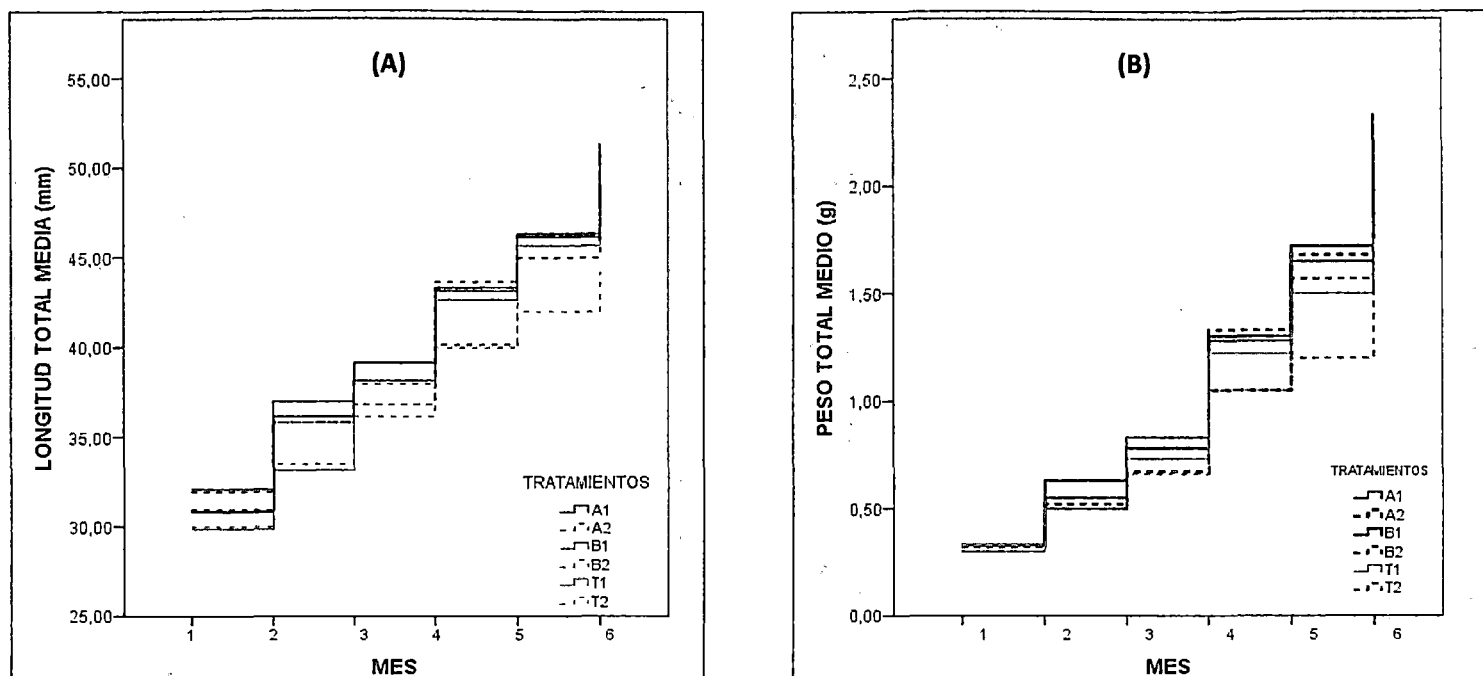 (A)
LONGITUD TOTAL MEDIA (mm)
55,00
50,00
45,00
40,00
35,00
30,00
25,00
1 2 3 4 5 6
MES
TRATAMIENTOS
A1
A2
B1
B2
T1
T2
(B)
PESO TOTAL MEDIO (g)
2,50
2,00
1,50
1,00
0,50
0,00
1 2 3 4 5 6
MES
TRATAMIENTOS
A1
A2
B1
B2
T1
T2